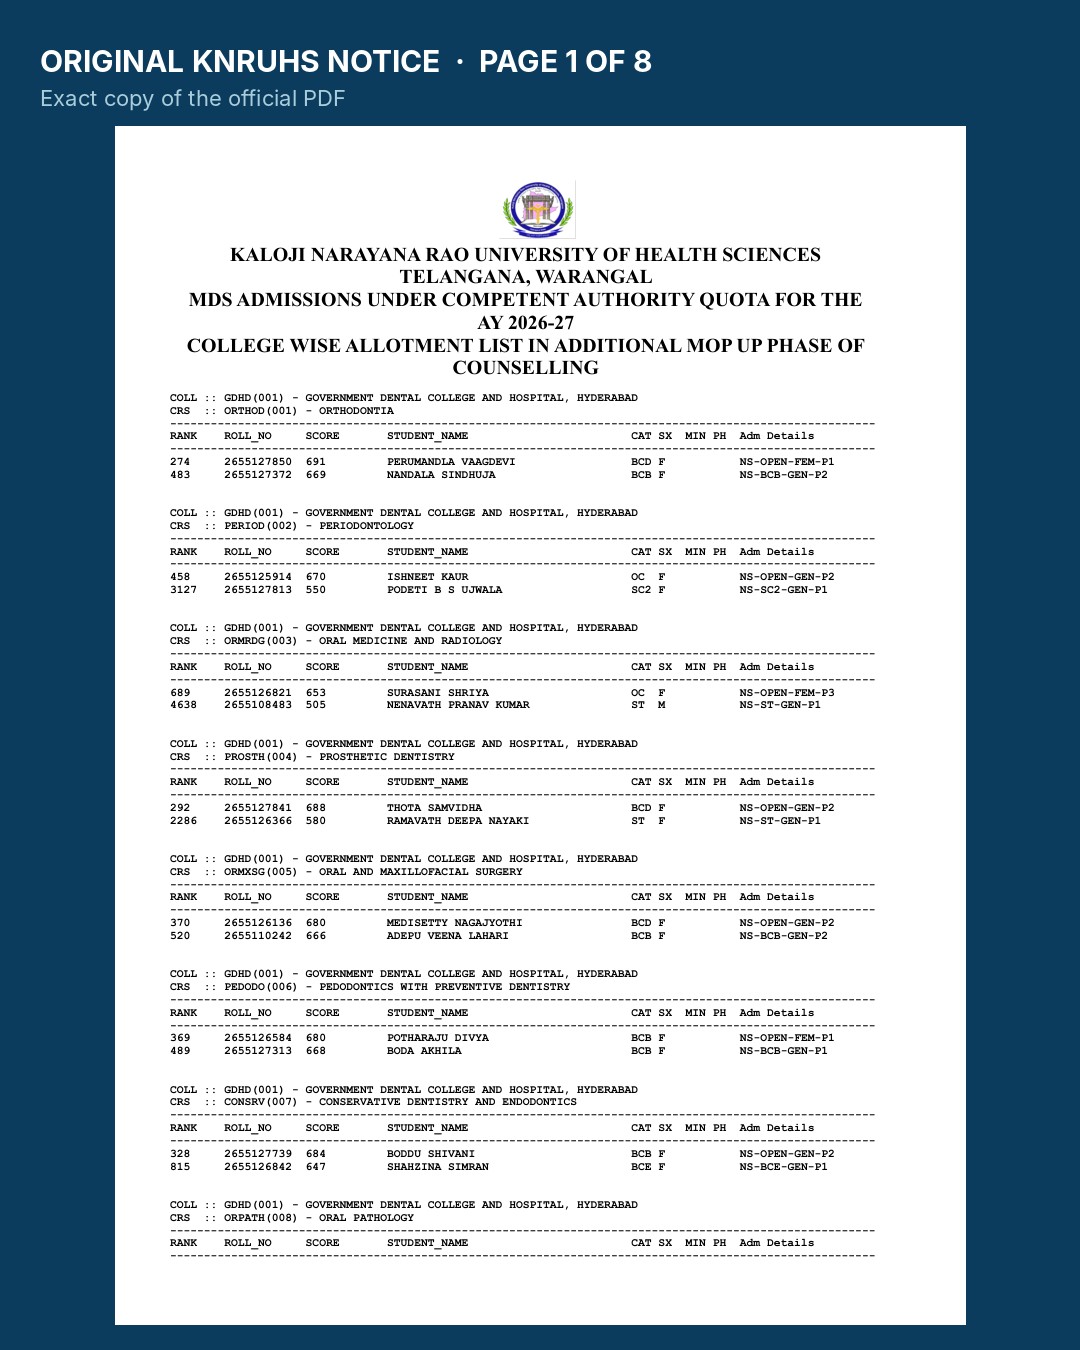 ORIGINAL KNRUHS NOTICE · PAGE 1 OF 8
Exact copy of the official PDF
KALOJI NARAYANA RAO UNIVERSITY OF HEALTH SCIENCES
TELANGANA, WARANGAL
MDS ADMISSIONS UNDER COMPETENT AUTHORITY QUOTA FOR THE
AY 2026-27
COLLEGE WISE ALLOTMENT LIST IN ADDITIONAL MOP UP PHASE OF
COUNSELLING
COLL :: GDHD(001) - GOVERNMENT DENTAL COLLEGE AND HOSPITAL, HYDERABAD
CRS :: ORTHOD(001) - ORTHODONTIA
RANK ROLL_NO SCORE STUDENT_NAME CAT SX MIN PH Adm Details
274 2655127850 691 PERUMANDLA VAAGDEVI BCD F NS-OPEN-FEM-P1
483 2655127372 669 NANDALA SINDHUJA BCB F NS-BCB-GEN-P2
COLL :: GDHD(001) - GOVERNMENT DENTAL COLLEGE AND HOSPITAL, HYDERABAD
CRS :: PERIOD(002) - PERIODONTOLOGY
RANK ROLL_NO SCORE STUDENT_NAME CAT SX MIN PH Adm Details
458 2655125914 670 ISHNEET KAUR OC F NS-OPEN-GEN-P2
3127 2655127813 550 PODETI B S UJWALA SC2 F NS-SC2-GEN-P1
COLL :: GDHD(001) - GOVERNMENT DENTAL COLLEGE AND HOSPITAL, HYDERABAD
CRS :: ORMRDG(003) - ORAL MEDICINE AND RADIOLOGY
RANK ROLL_NO SCORE STUDENT_NAME CAT SX MIN PH Adm Details
689 2655126821 653 SURASANI SHRIYA OC F NS-OPEN-FEM-P3
4638 2655108483 505 NENAVATH PRANAV KUMAR ST M NS-ST-GEN-P1
COLL :: GDHD(001) - GOVERNMENT DENTAL COLLEGE AND HOSPITAL, HYDERABAD
CRS :: PROSTH(004) - PROSTHETIC DENTISTRY
RANK ROLL_NO SCORE STUDENT_NAME CAT SX MIN PH Adm Details
292 2655127841 688 THOTA SAMVIDHA BCD F NS-OPEN-GEN-P2
2286 2655126366 580 RAMAVATH DEEPA NAYAKI ST F NS-ST-GEN-P1
COLL :: GDHD(001) - GOVERNMENT DENTAL COLLEGE AND HOSPITAL, HYDERABAD
CRS :: ORMXSG(005) - ORAL AND MAXILLOFACIAL SURGERY
RANK ROLL_NO SCORE STUDENT_NAME CAT SX MIN PH Adm Details
370 2655126136 680 MEDISETTY NAGAJYOTHI BCD F NS-OPEN-GEN-P2
520 2655110242 666 ADEPU VEENA LAHARI BCB F NS-BCB-GEN-P2
COLL :: GDHD(001) - GOVERNMENT DENTAL COLLEGE AND HOSPITAL, HYDERABAD
CRS :: PEDODO(006) - PEDODONTICS WITH PREVENTIVE DENTISTRY
RANK ROLL_NO SCORE STUDENT_NAME CAT SX MIN PH Adm Details
369 2655126584 680 POTHARAJU DIVYA BCB F NS-OPEN-FEM-P1
489 2655127313 668 BODA AKHILA BCB F NS-BCB-GEN-P1
COLL :: GDHD(001) - GOVERNMENT DENTAL COLLEGE AND HOSPITAL, HYDERABAD
CRS :: CONSRV(007) - CONSERVATIVE DENTISTRY AND ENDODONTICS
RANK ROLL_NO SCORE STUDENT_NAME CAT SX MIN PH Adm Details
328 2655127739 684 BODDU SHIVANI BCB F NS-OPEN-GEN-P2
815 2655126842 647 SHAHZINA SIMRAN BCE F NS-BCE-GEN-P1
COLL :: GDHD(001) - GOVERNMENT DENTAL COLLEGE AND HOSPITAL, HYDERABAD
CRS :: ORPATH(008) - ORAL PATHOLOGY
RANK ROLL_NO SCORE STUDENT_NAME CAT SX MIN PH Adm Details